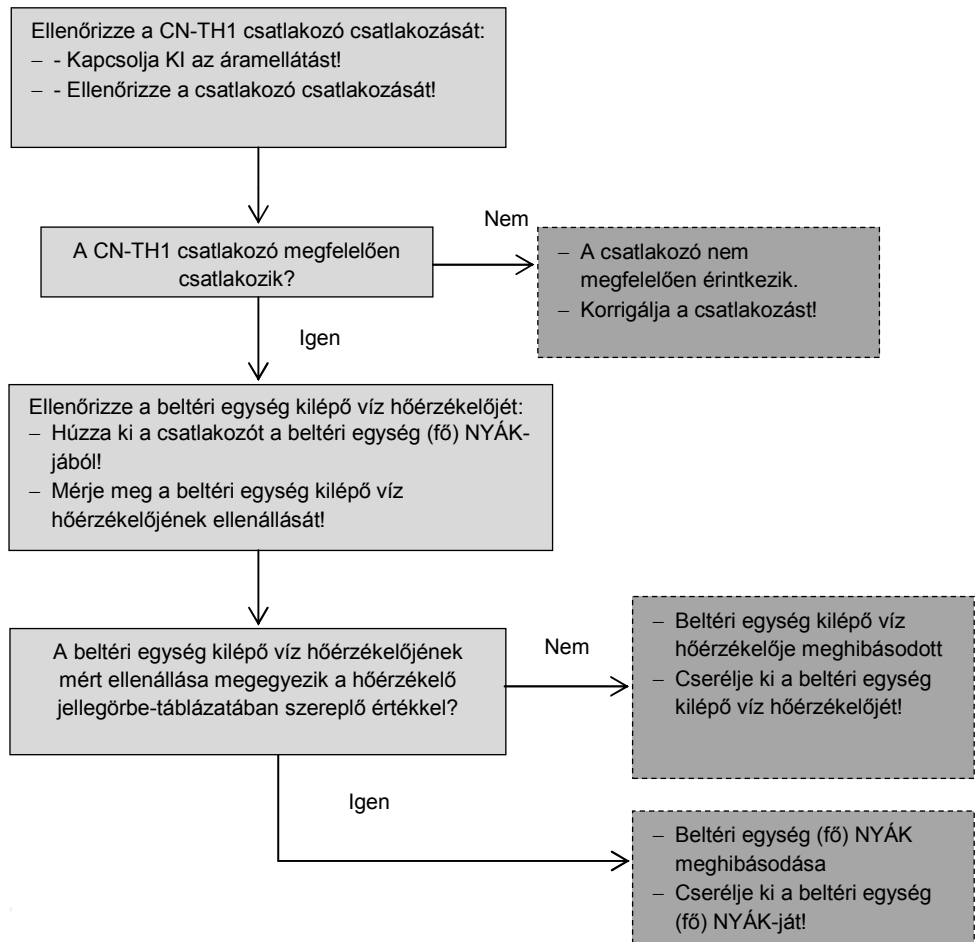 Ellenőrizze a CN-TH1 csatlakozó csatlakozását:
– - Kapcsolja KI az áramellátást!
– - Ellenőrizze a csatlakozó csatlakozását!
A CN-TH1 csatlakozó megfelelően
csatlakozik?
Nem
– A csatlakozó nem
megfelelően érintkezik.
– Korrigálja a csatlakozást!
Igen
Ellenőrizze a beltéri egység kilépő víz hőérzékelőjét:
– Húzza ki a csatlakozót a beltéri egység (fő) NYÁK-
jából!
– Mérje meg a beltéri egység kilépő víz
hőérzékelőjének ellenállását!
A beltéri egység kilépő víz hőérzékelőjének
mért ellenállása megegyezik a hőérzékelő
jellegörbe-táblázatában szereplő értékkel?
Nem
– Beltéri egység kilépő víz
hőérzékelője meghibásodott
– Cserélje ki a beltéri egység
kilépő víz hőérzékelőjét!
Igen
– Beltéri egység (fő) NYÁK
meghibásodása
– Cserélje ki a beltéri egység
(fő) NYÁK-ját!